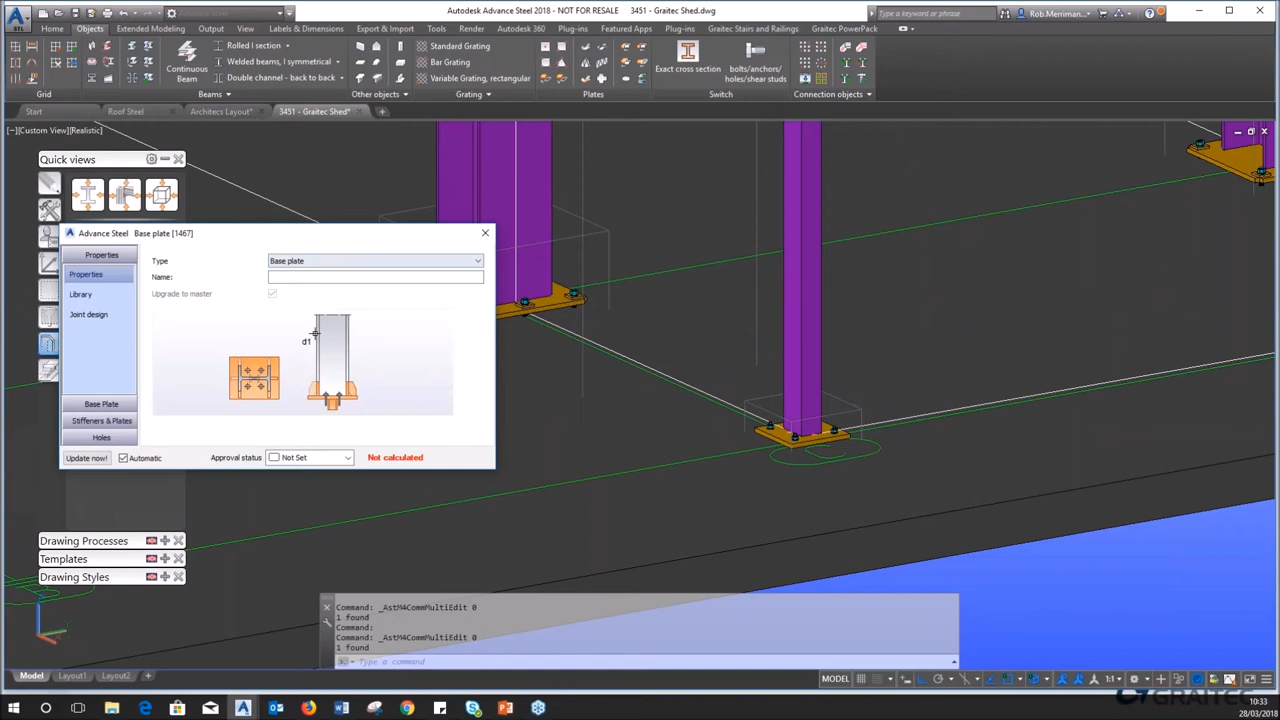 Autodesk Advance Steel 2018 - NOT FOR RESALE   3451 - Graitec Shed.dwg
Type a keyword or phrase
Rob.Merriman...
STL
Home Objects Extended Modeling Output View Labels & Dimensions Export & Import Tools Render Autodesk 360 Plug-ins Featured Apps Plug-ins Graitec Stairs and Railings Graitec PowerPack
Continuous Beam
Rolled I section
Welded beams, I symmetrical
Double channel - back to back
Standard Grating
Bar Grating
Variable Grating, rectangular
Exact cross section
bolts/anchors/ holes/shear studs
Grid
Beams
Other objects
Grating
Plates
Switch
Connection objects
Start
Roof Steel
Architecs Layout*
3451 - Graitec Shed*
[−][Custom View][Realistic]
Quick views
Advance Steel Base plate [1467]
Properties
Properties
Library
Joint design
Base Plate
Stiffeners & Plates
Holes
Type
Base plate
Name:
Upgrade to master
d1
Update now!
Automatic
Approval status
Not Set
Not calculated
Drawing Processes
Templates
Drawing Styles
Command: _AstM4CommMultiEdit 0
1 found
Command:
Command: _AstM4CommMultiEdit 0
1 found
Type a command
Model
Layout1
Layout2
MODEL
1:1
GRAITEC
10:33
28/03/2018